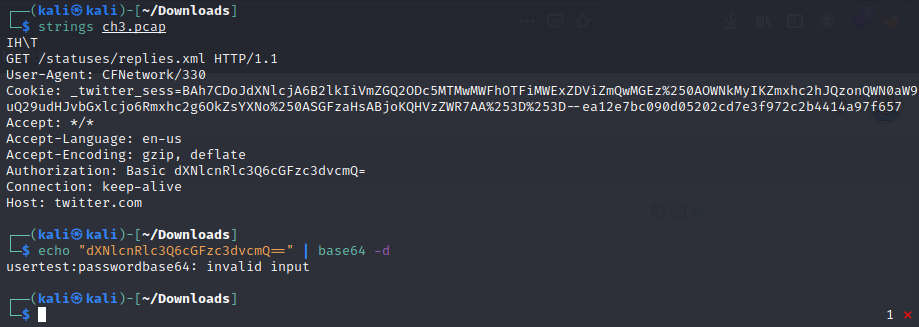 ┌──(kali㉿kali)-[~/Downloads]
└─$ strings ch3.pcap
IH\T
GET /statuses/replies.xml HTTP/1.1
User-Agent: CFNetwork/330
Cookie: _twitter_sess=BAh7CDoJdXNlcjA6B2lkIiVmZGQ2ODc5MTMwMWFhOTFiMWExZDViZmQwMGEz%250AOWNkMyIKZmxhc2hJQzonQWN0aW9
uQ29udHJvbGxlcjo6Rmxhc2g6OkZsYXNo%250ASGFzaHsABjoKQHVzZWR7AA%253D%253D--ea12e7bc090d05202cd7e3f972c2b4414a97f657
Accept: */*
Accept-Language: en-us
Accept-Encoding: gzip, deflate
Authorization: Basic dXNlcnRlc3Q6cGFzc3dvcmQ=
Connection: keep-alive
Host: twitter.com
┌──(kali㉿kali)-[~/Downloads]
└─$ echo "dXNlcnRlc3Q6cGFzc3dvcmQ==" | base64 -d
usertest:passwordbase64: invalid input
┌──(kali㉿kali)-[~/Downloads]
└─$
1 ⨯